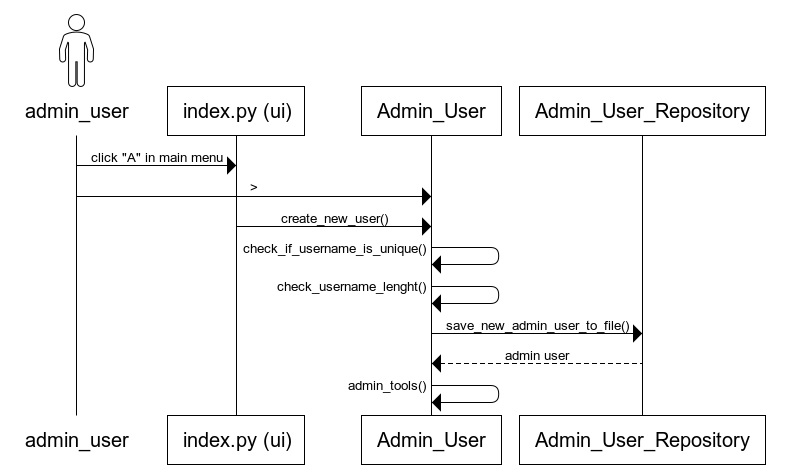 admin_user
index.py (ui)
Admin_User
Admin_User_Repository
click "A" in main menu
>
create_new_user()
check_if_username_is_unique()
check_username_lenght()
save_new_admin_user_to_file()
admin user
admin_tools()
admin_user
index.py (ui)
Admin_User
Admin_User_Repository